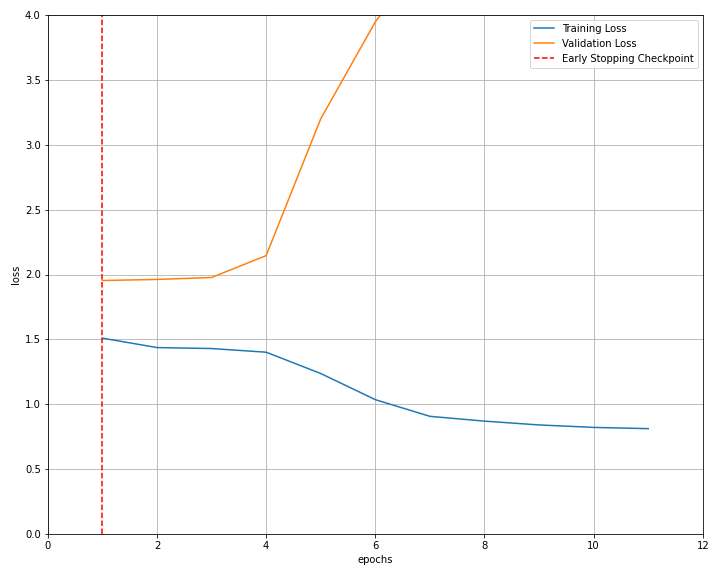 Training Loss
Validation Loss
Early Stopping Checkpoint
4.0
3.5
3.0
2.5
2.0
1.5
1.0
0.5
0.0
loss
0 2 4 6 8 10 12
epochs